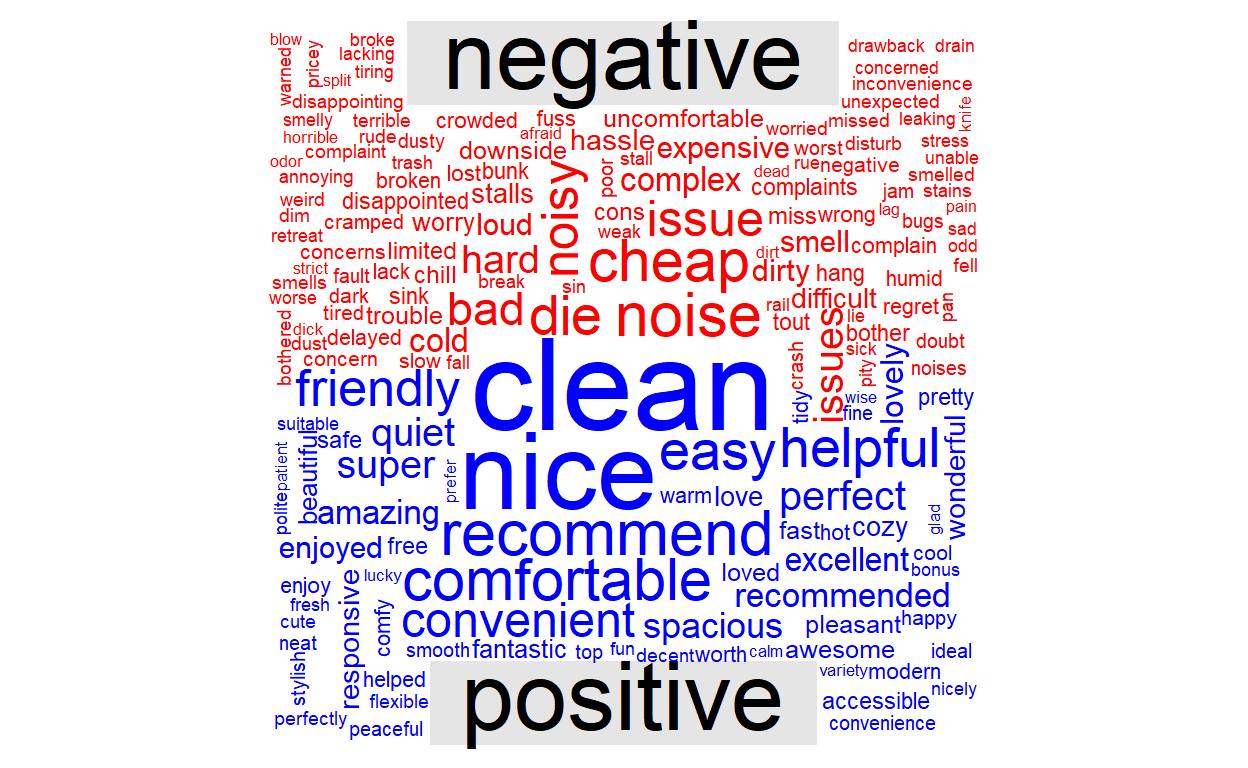 negative
blow broke drawback drain
warned pricey lacking
split tiring concerned
inconvenience
disappointing unexpected knife
smelly terrible crowded fuss uncomfortable worried missed leaking
horrible rude dusty afraid hassle worst disturb stress
odor complaint trash downside stall expensive rue negative unable
annoying broken lost bunk noisy poor complex dead complaints smelled
weird disappointed stalls cons issue miss wrong lag jam stains pain
dim cramped worry loud weak bugs sad
retreat concerns limited hard cheap dirt smell complain odd
strict fault lack chill break dirty hang humid fell
smells sin
worse dark sink bad die noise rail difficult regret pan
bothered tired trouble tout lie
dick delayed cold issues bother doubt
dust concern slow fall crash sick pity noises
clean
friendly tidy wise fine lovely pretty
suitable safe quiet easy helpful wonderful
patient beautiful super nice prefer warm love perfect
polite amazing recommend fast hot cozy glad
enjoyed free excellent cool
enjoy lucky comfortable loved bonus
fresh responsive comfy recommended
cute convenient spacious pleasant happy
neat smooth fantastic top fun decent worth calm awesome ideal
stylish helped variety modern
flexible accessible nicely
perfectly peaceful convenience
positive